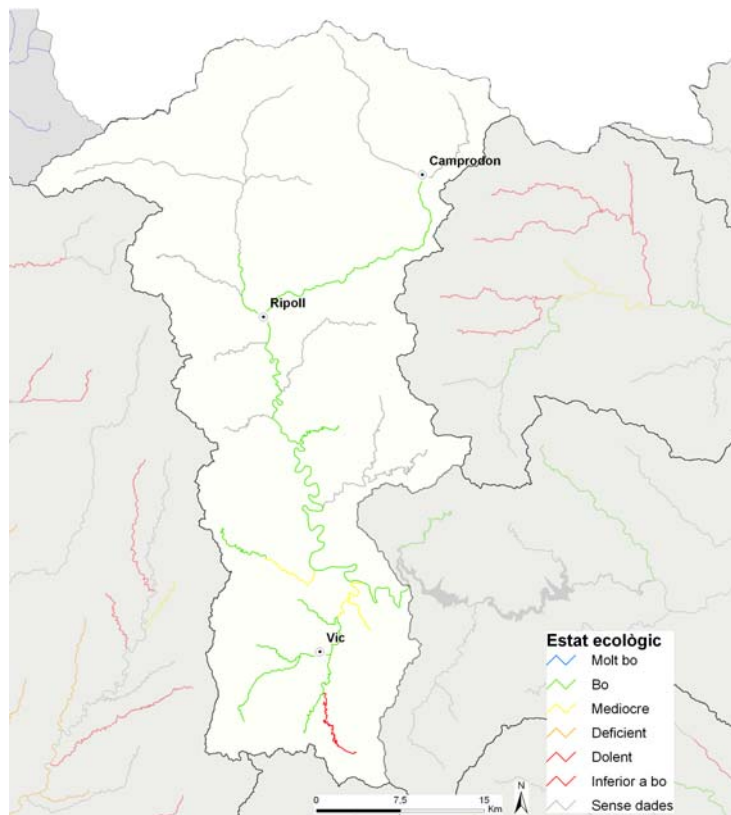 Camprodon
Ripoll
Vic
Estat ecològic
Molt bo
Bo
Mediocre
Deficient
Dolent
Inferior a bo
Sense dades
0 7,5 15
Km
N